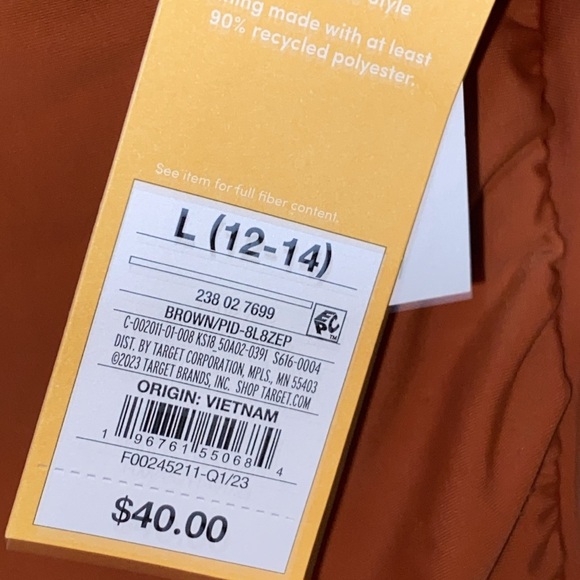 made with at least
90% recycled polyester.
See item for full fiber content.
L (12-14)
238 02 7699
EPC
BROWN/PID-8L8ZEP
C-002011-01-008 KS18_50A02-0391 S616-0004
DIST. BY TARGET CORPORATION, MPLS, MN 55403
©2023 TARGET BRANDS, INC. SHOP TARGET.COM
ORIGIN: VIETNAM
1 96761 55068 4
F00245211-Q1/23
$40.00